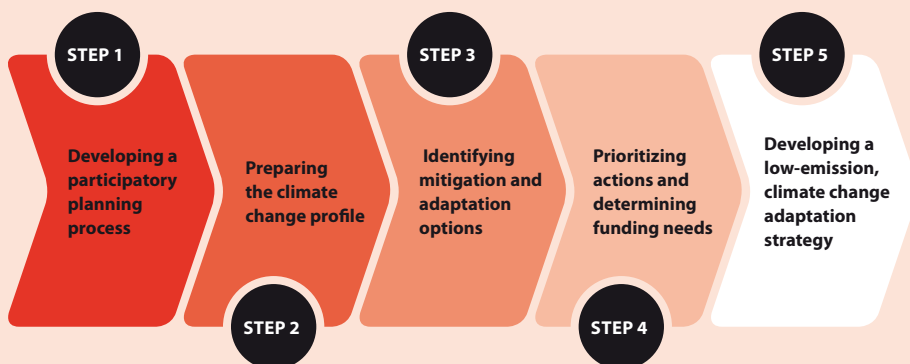 STEP 1
Developing a
participatory
planning
process
STEP 2
Preparing
the climate
change profile
STEP 3
Identifying
mitigation and
adaptation
options
STEP 4
Prioritizing
actions and
determining
funding needs
STEP 5
Developing a
low-emission,
climate change
adaptation
strategy